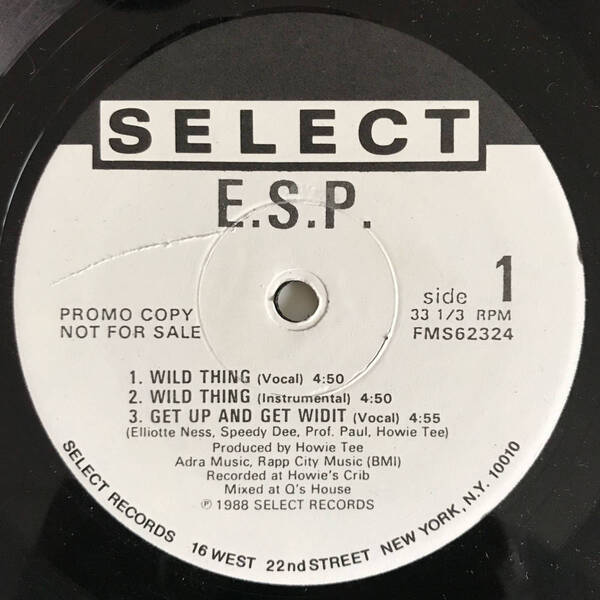 SELECT
E.S.P.
PROMO COPY
NOT FOR SALE
side 1
33 1/3 RPM
FMS62324
1. WILD THING (Vocal) 4:50
2. WILD THING (Instrumental) 4:50
3. GET UP AND GET WIDIT (Vocal) 4:55
(Elliotte Ness, Speedy Dee, Prof. Paul, Howie Tee)
Produced by Howie Tee
Adra Music, Rapp City Music (BMI)
Recorded at Howie's Crib
Mixed at Q's House
℗ 1988 SELECT RECORDS
SELECT RECORDS 16 WEST 22nd STREET NEW YORK, N.Y. 10010